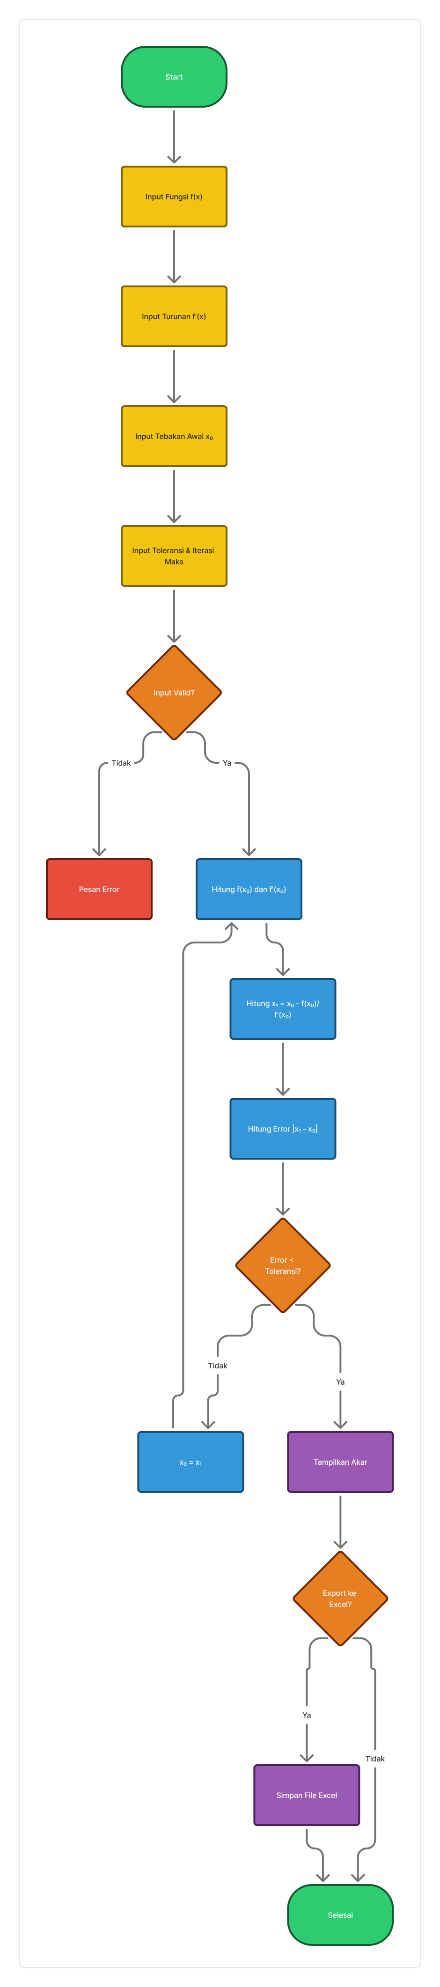 Start
Input Fungsi f(x)
Input Turunan f'(x)
Input Tebakan Awal x₀
Input Toleransi & Iterasi
Maks
Input Valid?
Tidak
Ya
Pesan Error
Hitung f(x₀) dan f'(x₀)
Hitung x₁ = x₀ - f(x₀)/
f'(x₀)
Hitung Error |x₁ - x₀|
Error <
Toleransi?
Tidak
Ya
x₀ = x₁
Tampilkan Akar
Export ke
Excel?
Ya
Tidak
Simpan File Excel
Selesai